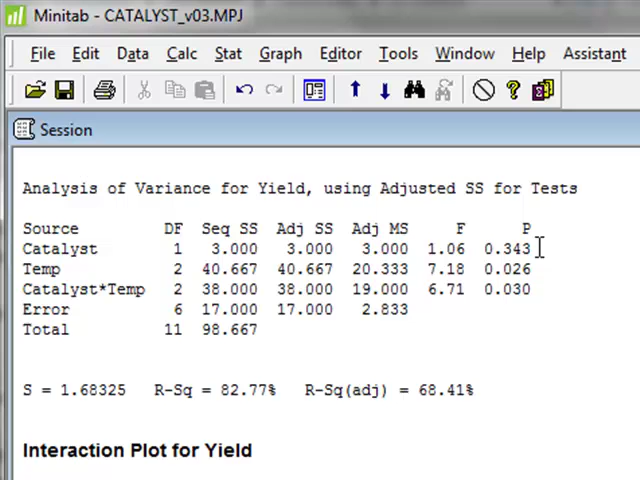 Minitab - CATALYST_v03.MPJ
File Edit Data Calc Stat Graph Editor Tools Window Help Assistant
Session
Analysis of Variance for Yield, using Adjusted SS for Tests
Source DF Seq SS Adj SS Adj MS F P
Catalyst 1 3.000 3.000 3.000 1.06 0.343
Temp 2 40.667 40.667 20.333 7.18 0.026
Catalyst*Temp 2 38.000 38.000 19.000 6.71 0.030
Error 6 17.000 17.000 2.833
Total 11 98.667
S = 1.68325 R-Sq = 82.77% R-Sq(adj) = 68.41%
Interaction Plot for Yield